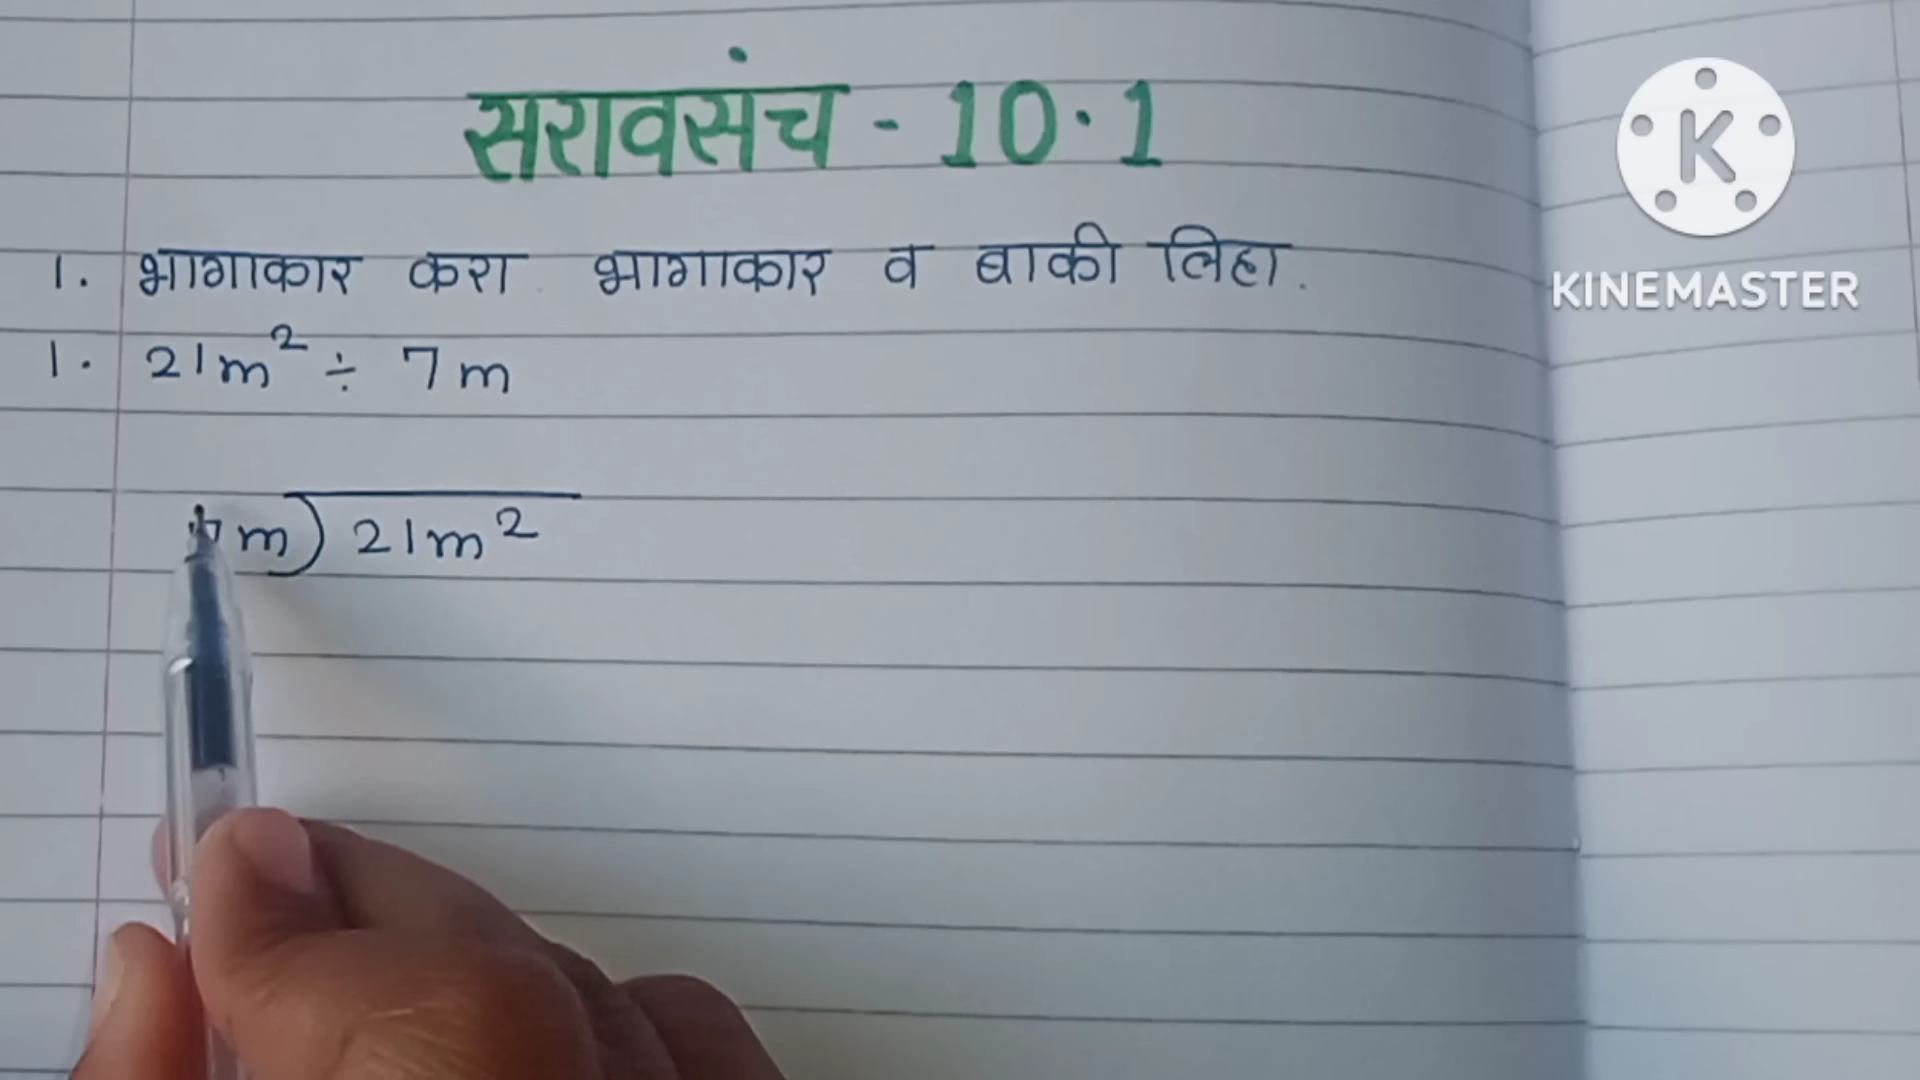 सरावसंच - 10.1
1. भागाकार करा. भागाकार व बाकी लिहा.
1. 21m² ÷ 7m
7m) 21m²
K
KINEMASTER